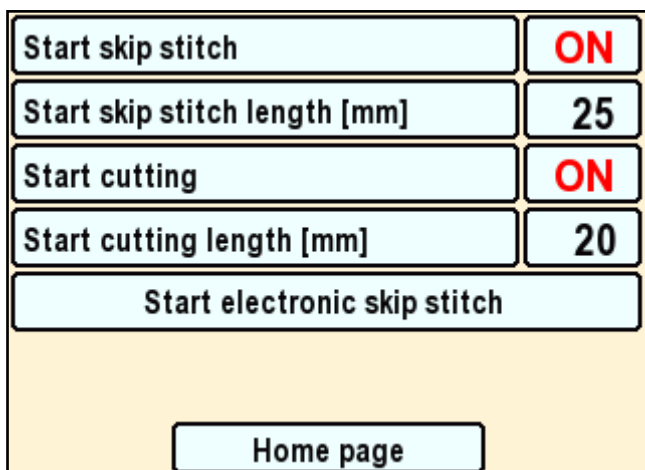 Start skip stitch ON
Start skip stitch length [mm] 25
Start cutting ON
Start cutting length [mm] 20
Start electronic skip stitch
Home page